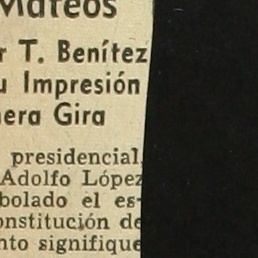 Mateos
r T. Benítez
u Impresión
nera Gira
presidencial,
Adolfo López
bolado el es-
onstitución de
nto signifique